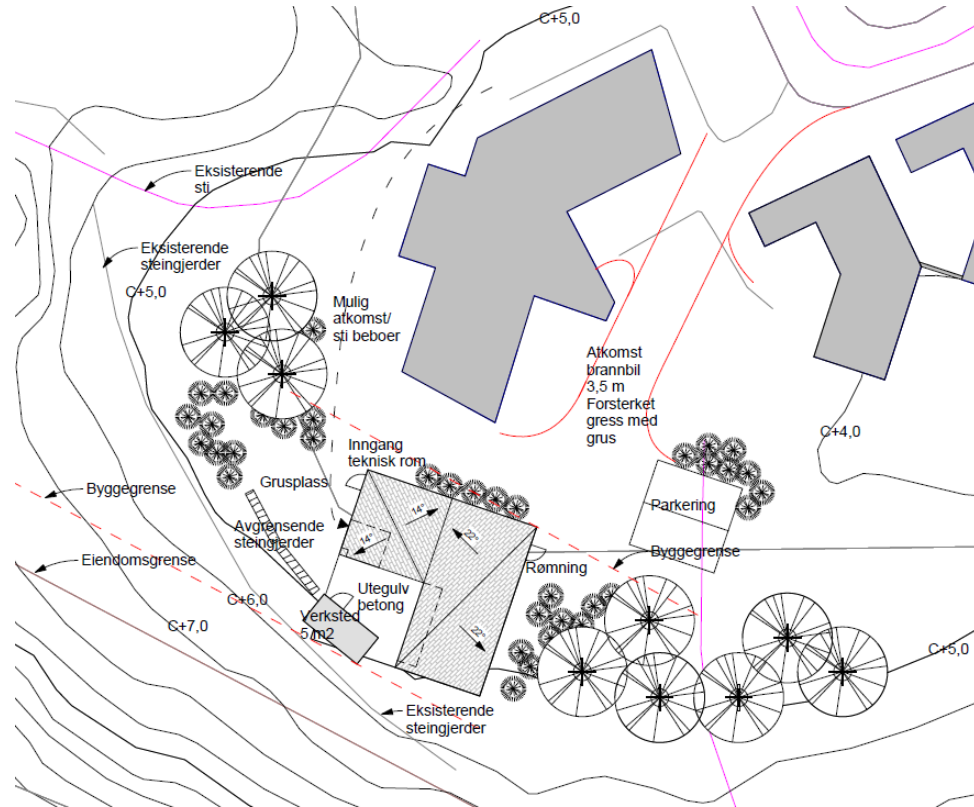 C+5,0
Eksisterende
sti
Eksisterende
steingjerder
C+5,0
Mulig
atkomst/
sti beboer
Atkomst
brannbil
3,5 m
Forsterket
gress med
grus
C+4,0
Inngang
teknisk rom
Byggegrense
Grusplass
Parkering
14°
Avgrensende
steingjerder
22°
14°
Byggegrense
Eiendomsgrense
Rømning
Utegulv
betong
C+6,0
Verksted
5 m2
C+7,0
22°
C+5,0
Eksisterende
steingjerder